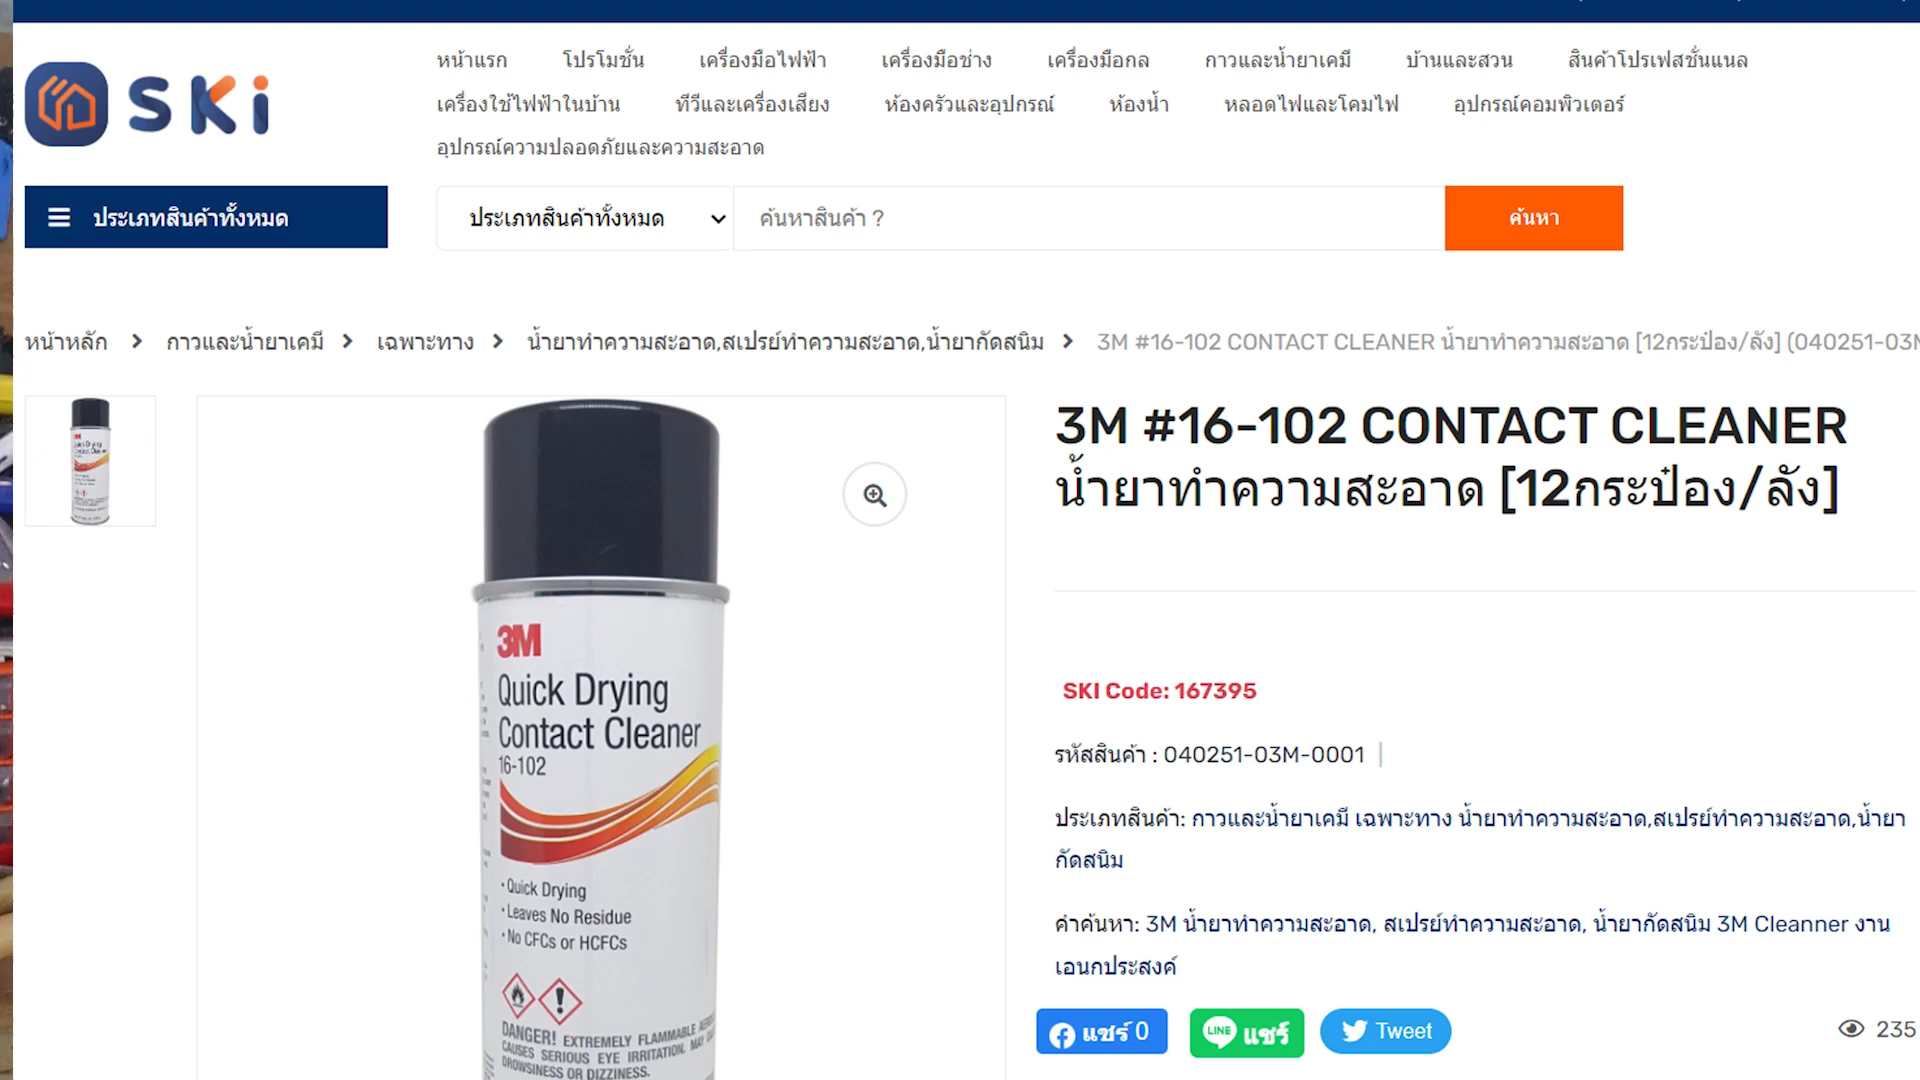 SKi
หน้าแรก โปรโมชั่น เครื่องมือไฟฟ้า เครื่องมือช่าง เครื่องมือกล กาวและน้ำยาเคมี บ้านและสวน สินค้าโปรเฟสชั่นแนล
เครื่องใช้ไฟฟ้าในบ้าน ทีวีและเครื่องเสียง ห้องครัวและอุปกรณ์ ห้องน้ำ หลอดไฟและโคมไฟ อุปกรณ์คอมพิวเตอร์
อุปกรณ์ความปลอดภัยและความสะอาด
ประเภทสินค้าทั้งหมด
ประเภทสินค้าทั้งหมด ค้นหาสินค้า ? ค้นหา
หน้าหลัก > กาวและน้ำยาเคมี > เฉพาะทาง > น้ำยาทำความสะอาด,สเปรย์ทำความสะอาด,น้ำยากัดสนิม > 3M #16-102 CONTACT CLEANER น้ำยาทำความสะอาด [12กระป๋อง/ลัง] (040251-03M
3M
Quick Drying
Contact Cleaner
16-102
• Quick Drying
• Leaves No Residue
• No CFCs or HCFCs
DANGER! EXTREMELY FLAMMABLE
CAUSES SERIOUS EYE IRRITATION. MAY
DROWSINESS OR DIZZINESS.
3M #16-102 CONTACT CLEANER
น้ำยาทำความสะอาด [12กระป๋อง/ลัง]
SKI Code: 167395
รหัสสินค้า : 040251-03M-0001
ประเภทสินค้า: กาวและน้ำยาเคมี เฉพาะทาง น้ำยาทำความสะอาด,สเปรย์ทำความสะอาด,น้ำยา
กัดสนิม
คำค้นหา: 3M น้ำยาทำความสะอาด, สเปรย์ทำความสะอาด, น้ำยากัดสนิม 3M Cleanner งาน
เอนกประสงค์
แชร์ 0 LINE แชร์ Tweet 235